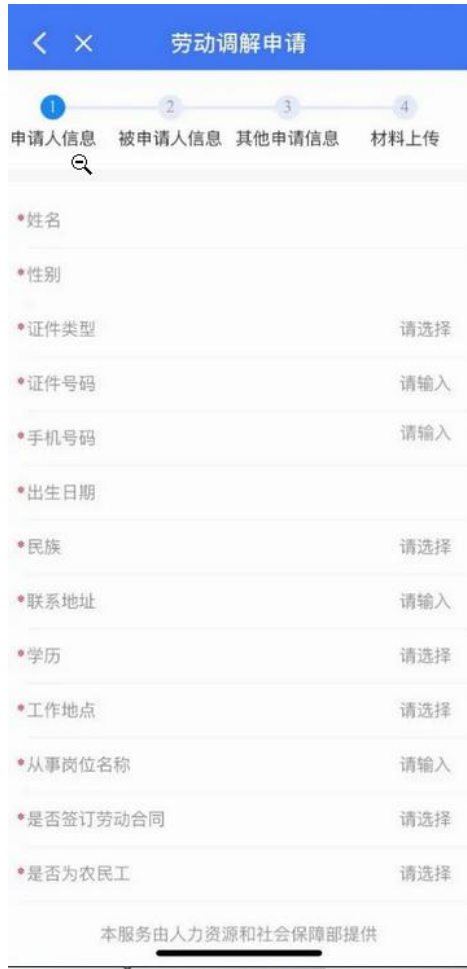 劳动调解申请
1 2 3 4
申请人信息 被申请人信息 其他申请信息 材料上传
*姓名
*性别
*证件类型 请选择
*证件号码 请输入
*手机号码 请输入
*出生日期
*民族 请选择
*联系地址 请输入
*学历 请选择
*工作地点 请选择
*从事岗位名称 请输入
*是否签订劳动合同 请选择
*是否为农民工 请选择
本服务由人力资源和社会保障部提供